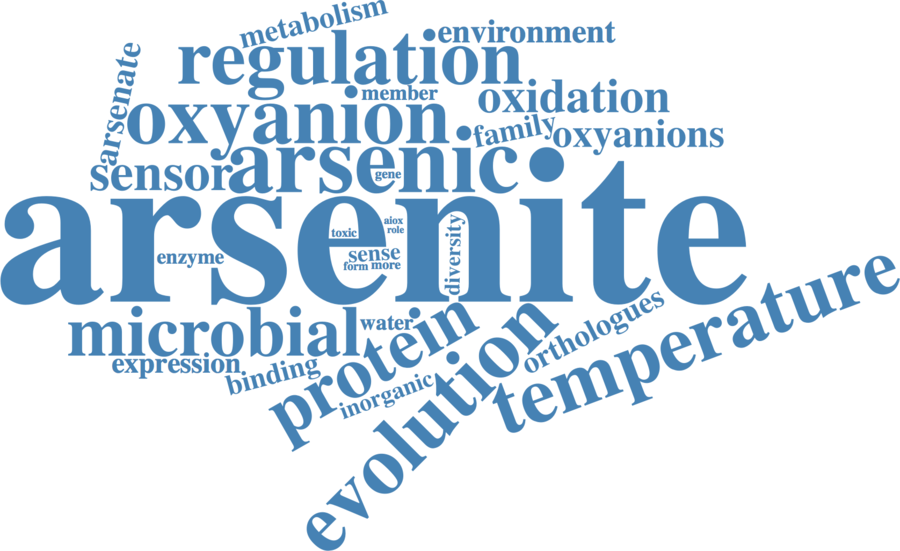 metabolism
environment
regulation
arsenate
member
oxidation
oxyanion
family
oxyanions
sensor
arsenic
gene
arsenite
aiox
toxic
role
diversity
enzyme
sense
form
more
microbial
water
protein
orthologues
temperature
expression
binding
inorganic
evolution